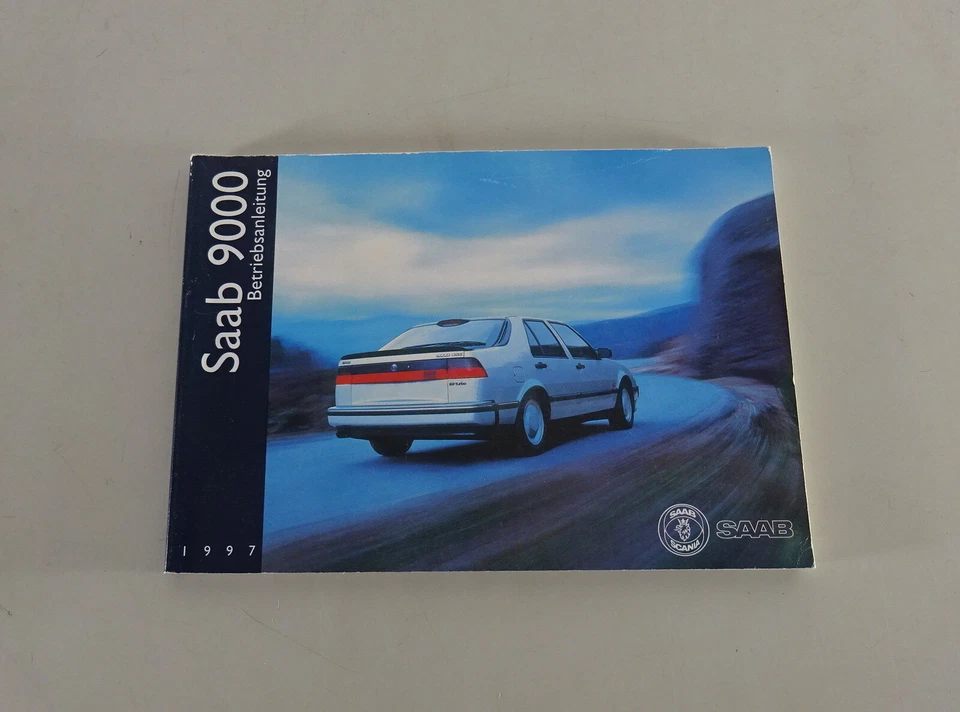 Saab 9000
Betriebsanleitung
1997
SAAB
SCANIA
SAAB